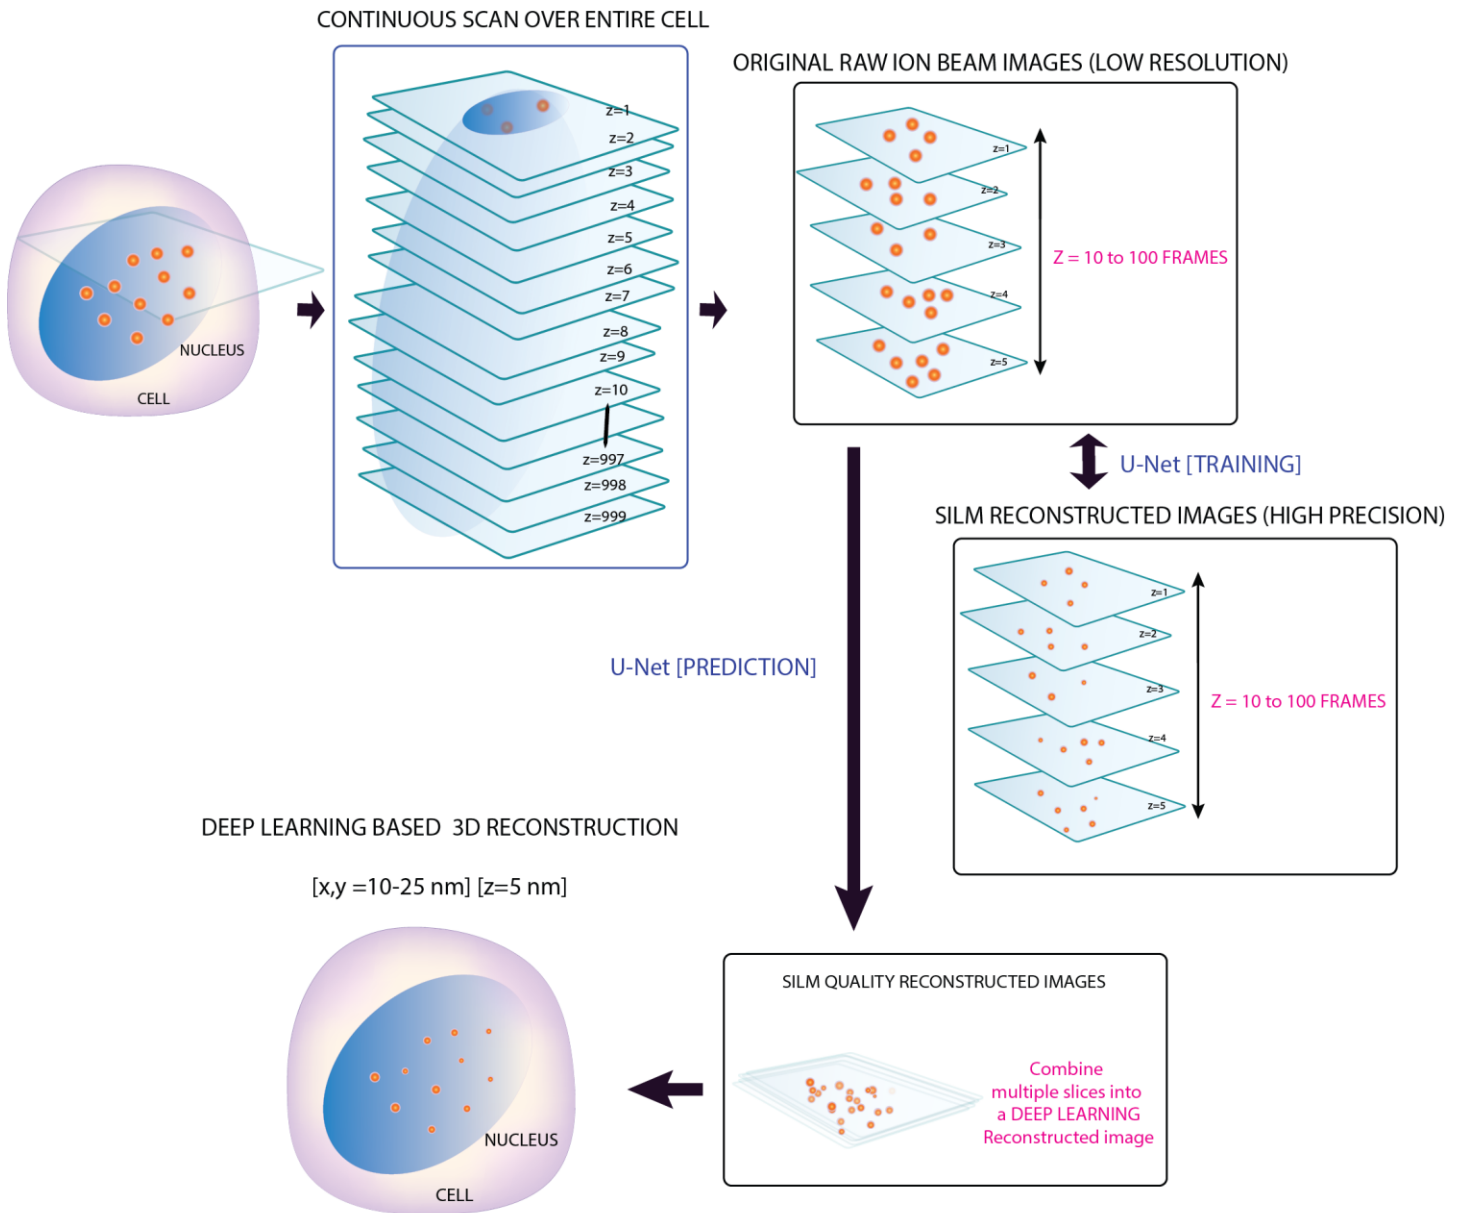 CONTINUOUS SCAN OVER ENTIRE CELL
z=1
z=2
z=3
z=4
z=5
z=6
z=7
z=8
z=9
z=10
z=997
z=998
z=999
NUCLEUS
CELL
ORIGINAL RAW ION BEAM IMAGES (LOW RESOLUTION)
z=1
z=2
z=3
z=4
z=5
Z = 10 to 100 FRAMES
U-Net [TRAINING]
SILM RECONSTRUCTED IMAGES (HIGH PRECISION)
z=1
z=2
z=3
z=4
z=5
Z = 10 to 100 FRAMES
U-Net [PREDICTION]
SILM QUALITY RECONSTRUCTED IMAGES
Combine
multiple slices into
a DEEP LEARNING
Reconstructed image
DEEP LEARNING BASED 3D RECONSTRUCTION
[x,y =10-25 nm] [z=5 nm]
NUCLEUS
CELL